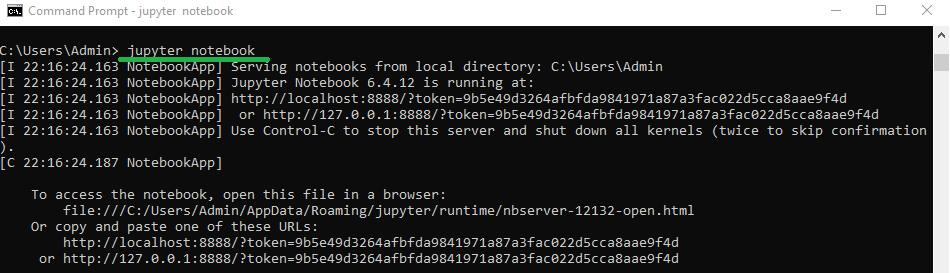 Command Prompt - jupyter notebook
C:\Users\Admin> jupyter notebook
[I 22:16:24.163 NotebookApp] Serving notebooks from local directory: C:\Users\Admin
[I 22:16:24.163 NotebookApp] Jupyter Notebook 6.4.12 is running at:
[I 22:16:24.163 NotebookApp] http://localhost:8888/?token=9b5e49d3264afbfda9841971a87a3fac022d5cca8aae9f4d
[I 22:16:24.163 NotebookApp]  or http://127.0.0.1:8888/?token=9b5e49d3264afbfda9841971a87a3fac022d5cca8aae9f4d
[I 22:16:24.163 NotebookApp] Use Control-C to stop this server and shut down all kernels (twice to skip confirmation
).
[C 22:16:24.187 NotebookApp]
To access the notebook, open this file in a browser:
file:///C:/Users/Admin/AppData/Roaming/jupyter/runtime/nbserver-12132-open.html
Or copy and paste one of these URLs:
http://localhost:8888/?token=9b5e49d3264afbfda9841971a87a3fac022d5cca8aae9f4d
or http://127.0.0.1:8888/?token=9b5e49d3264afbfda9841971a87a3fac022d5cca8aae9f4d